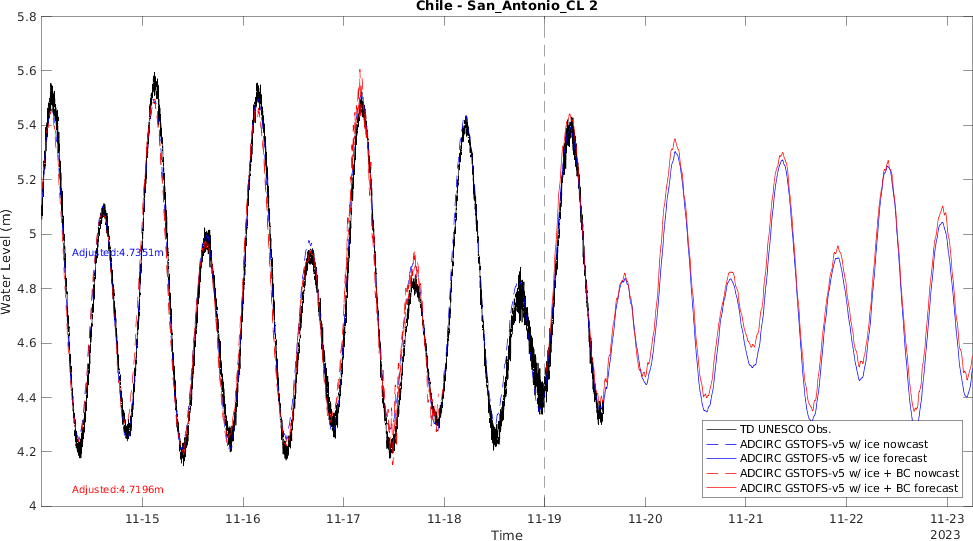 Chile - San_Antonio_CL 2
5.8
5.6
5.4
5.2
5
4.8
4.6
4.4
4.2
4
Water Level (m)
Adjusted:4.7351m
Adjusted:4.7196m
TD UNESCO Obs.
ADCIRC GSTOFS-v5 w/ ice nowcast
ADCIRC GSTOFS-v5 w/ ice forecast
ADCIRC GSTOFS-v5 w/ ice + BC nowcast
ADCIRC GSTOFS-v5 w/ ice + BC forecast
11-15 11-16 11-17 11-18 11-19 11-20 11-21 11-22 11-23
Time
2023